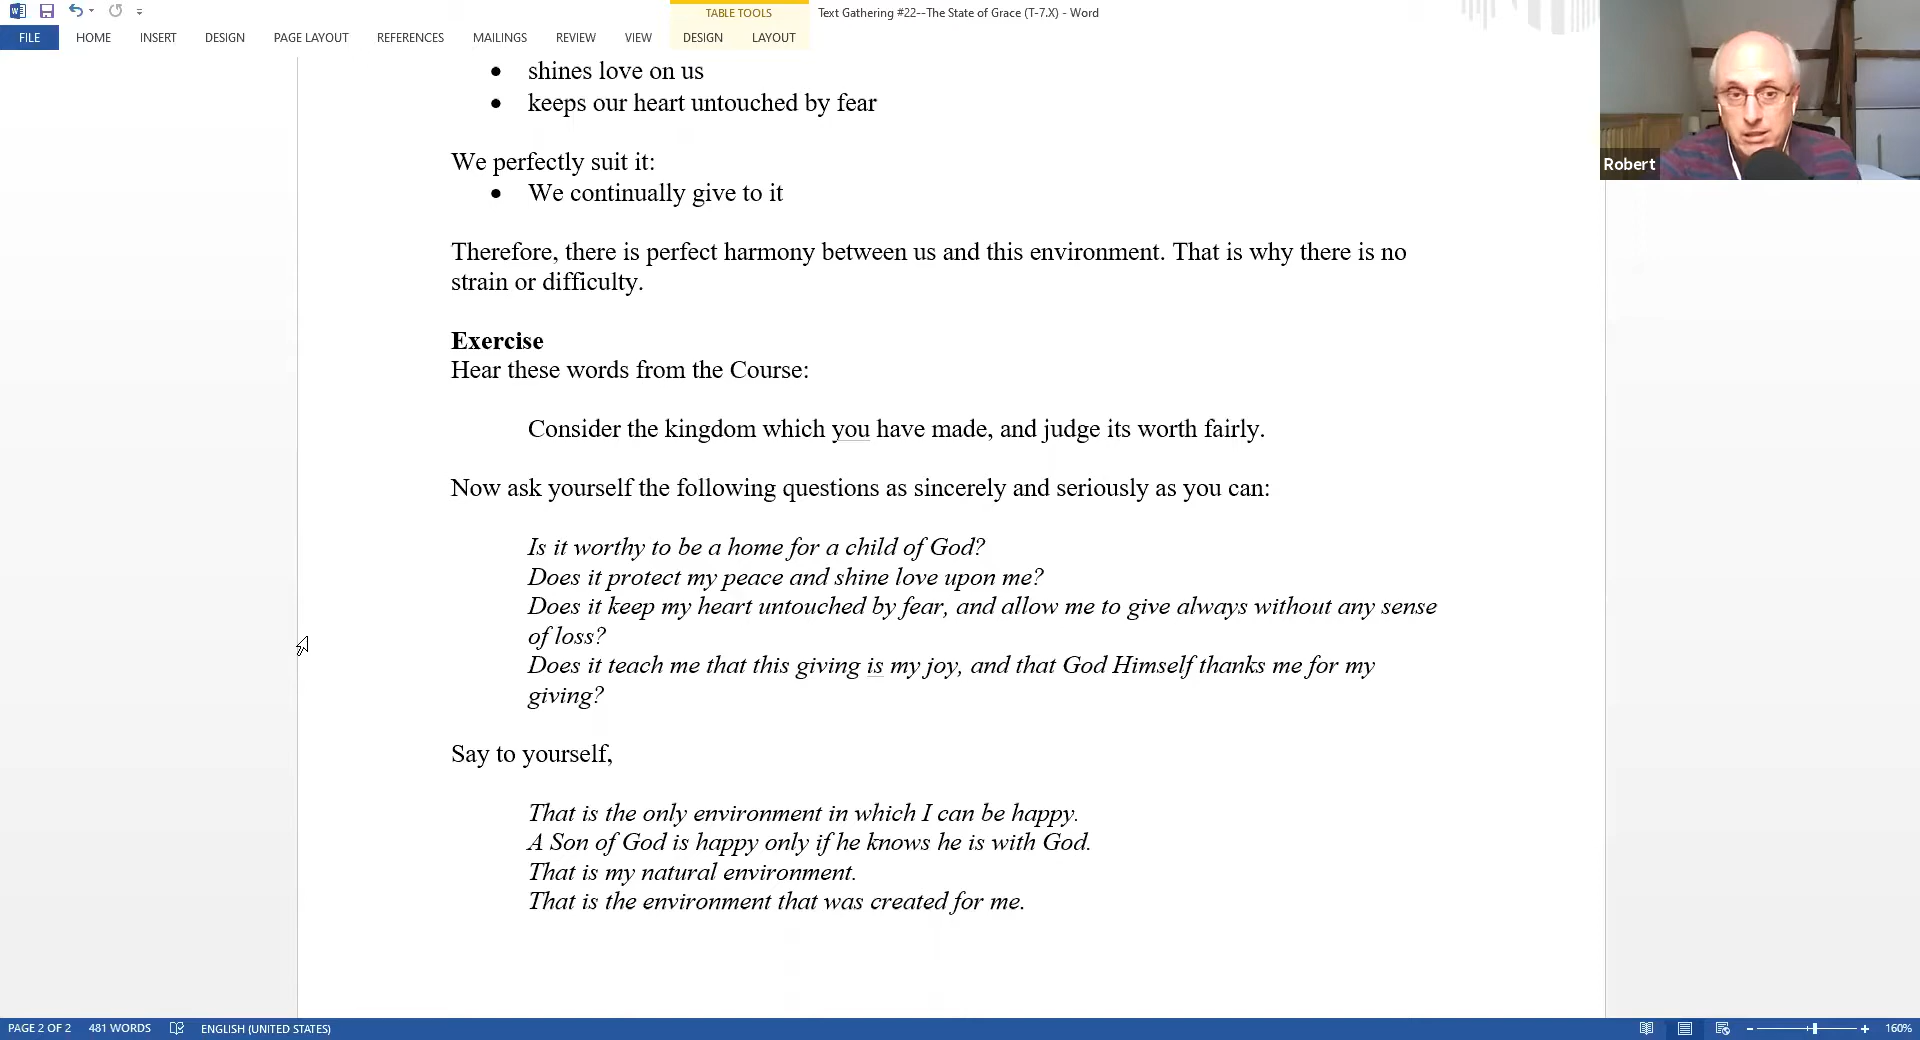 TABLE TOOLS
Text Gathering #22--The State of Grace (T-7.X) - Word
FILE HOME INSERT DESIGN PAGE LAYOUT REFERENCES MAILINGS REVIEW VIEW DESIGN LAYOUT
• shines love on us
• keeps our heart untouched by fear
Robert
We perfectly suit it:
• We continually give to it
Therefore, there is perfect harmony between us and this environment. That is why there is no
strain or difficulty.
Exercise
Hear these words from the Course:
Consider the kingdom which you have made, and judge its worth fairly.
Now ask yourself the following questions as sincerely and seriously as you can:
Is it worthy to be a home for a child of God?
Does it protect my peace and shine love upon me?
Does it keep my heart untouched by fear, and allow me to give always without any sense
of loss?
Does it teach me that this giving is my joy, and that God Himself thanks me for my
giving?
Say to yourself,
That is the only environment in which I can be happy.
A Son of God is happy only if he knows he is with God.
That is my natural environment.
That is the environment that was created for me.
PAGE 2 OF 2 481 WORDS ENGLISH (UNITED STATES) 160%